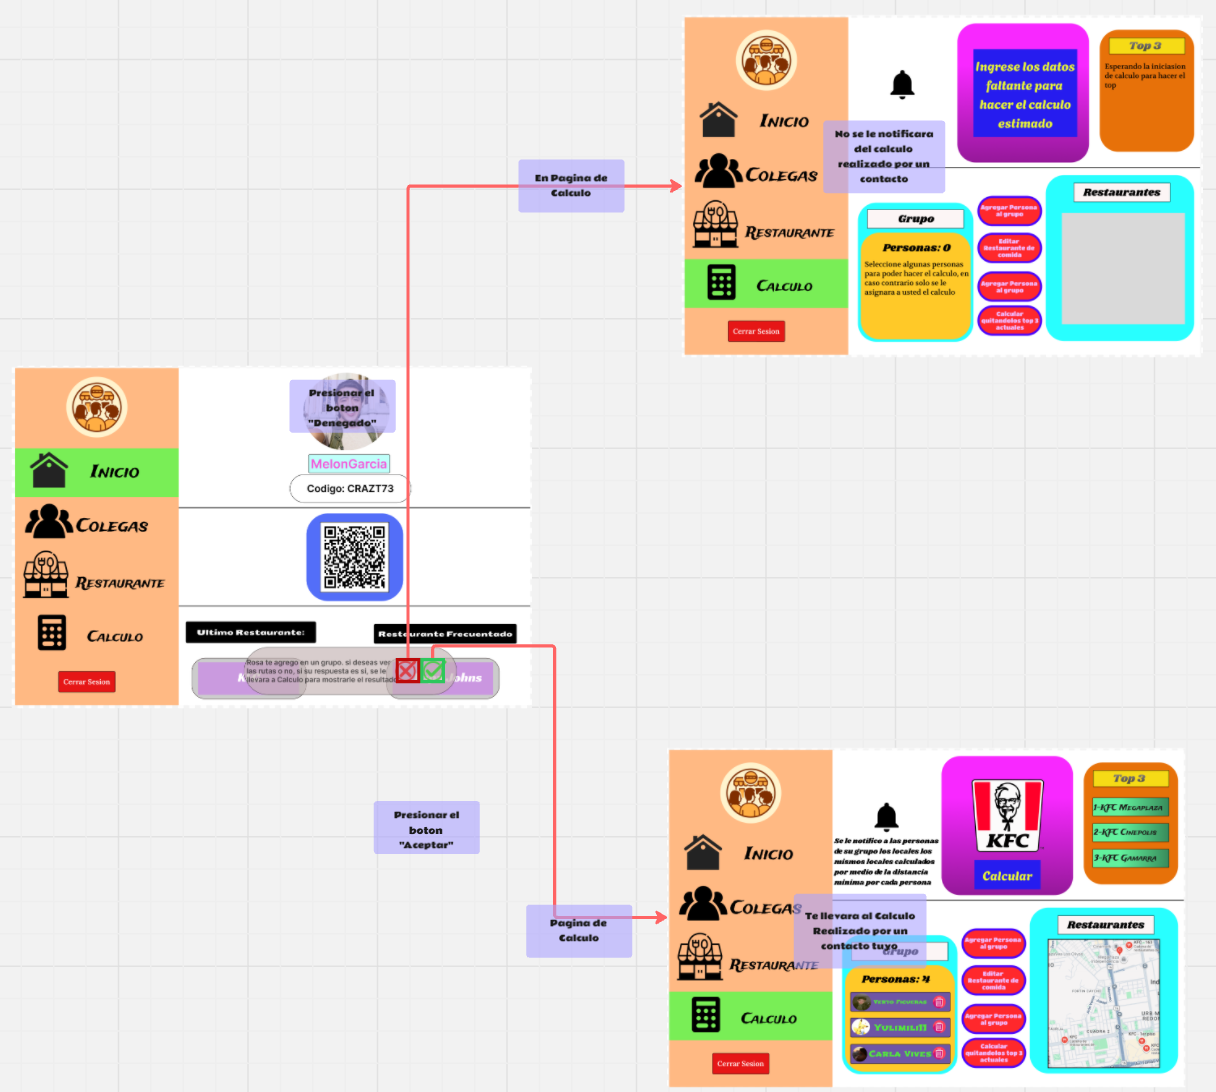 Inicio
Colegas
Restaurante
Calculo
Cerrar Sesion
No se le notificara
del calculo
realizado por un
contacto
Ingrese los datos
faltante para
hacer el calculo
estimado
Top 3
Esperando la iniciasion
de calculo para hacer el
top
Grupo
Personas: 0
Seleccione algunas personas
para poder hacer el calculo, en
caso contrario solo se le
asignara a usted el calculo
Agregar Persona
al grupo
Editar
Restaurante de
comida
Agregar Persona
al grupo
Calcular
quitandolos top 3
actuales
Restaurantes
En Pagina de
Calculo
Inicio
Colegas
Restaurante
Calculo
Cerrar Sesion
Presionar el
boton
"Denegado"
MelonGarcia
Codigo: CRAZT73
Ultimo Restaurante:
Restaurante Frecuentado
Rosa te agrego en un grupo. si deseas ver
las rutas o no, si su respuesta es si, se le
llevara a Calculo para mostrarle el resultado
K
Johns
Presionar el
boton
"Aceptar"
Pagina de
Calculo
Inicio
Colegas
Restaurante
Calculo
Cerrar Sesion
Se le notifico a las personas
de su grupo los locales los
mismos locales calculados
por medio de la distancia
minima por cada persona
KFC
Calcular
Top 3
1-KFC Megaplaza
2-KFC Cinepolis
3-KFC Gamarra
Te llevara al Calculo
Realizado por un
contacto tuyo
Grupo
Personas: 4
Yulimili11
Carla Vives
Agregar Persona
al grupo
Editar
Restaurante de
comida
Agregar Persona
al grupo
Calcular
quitandolos top 3
actuales
Restaurantes